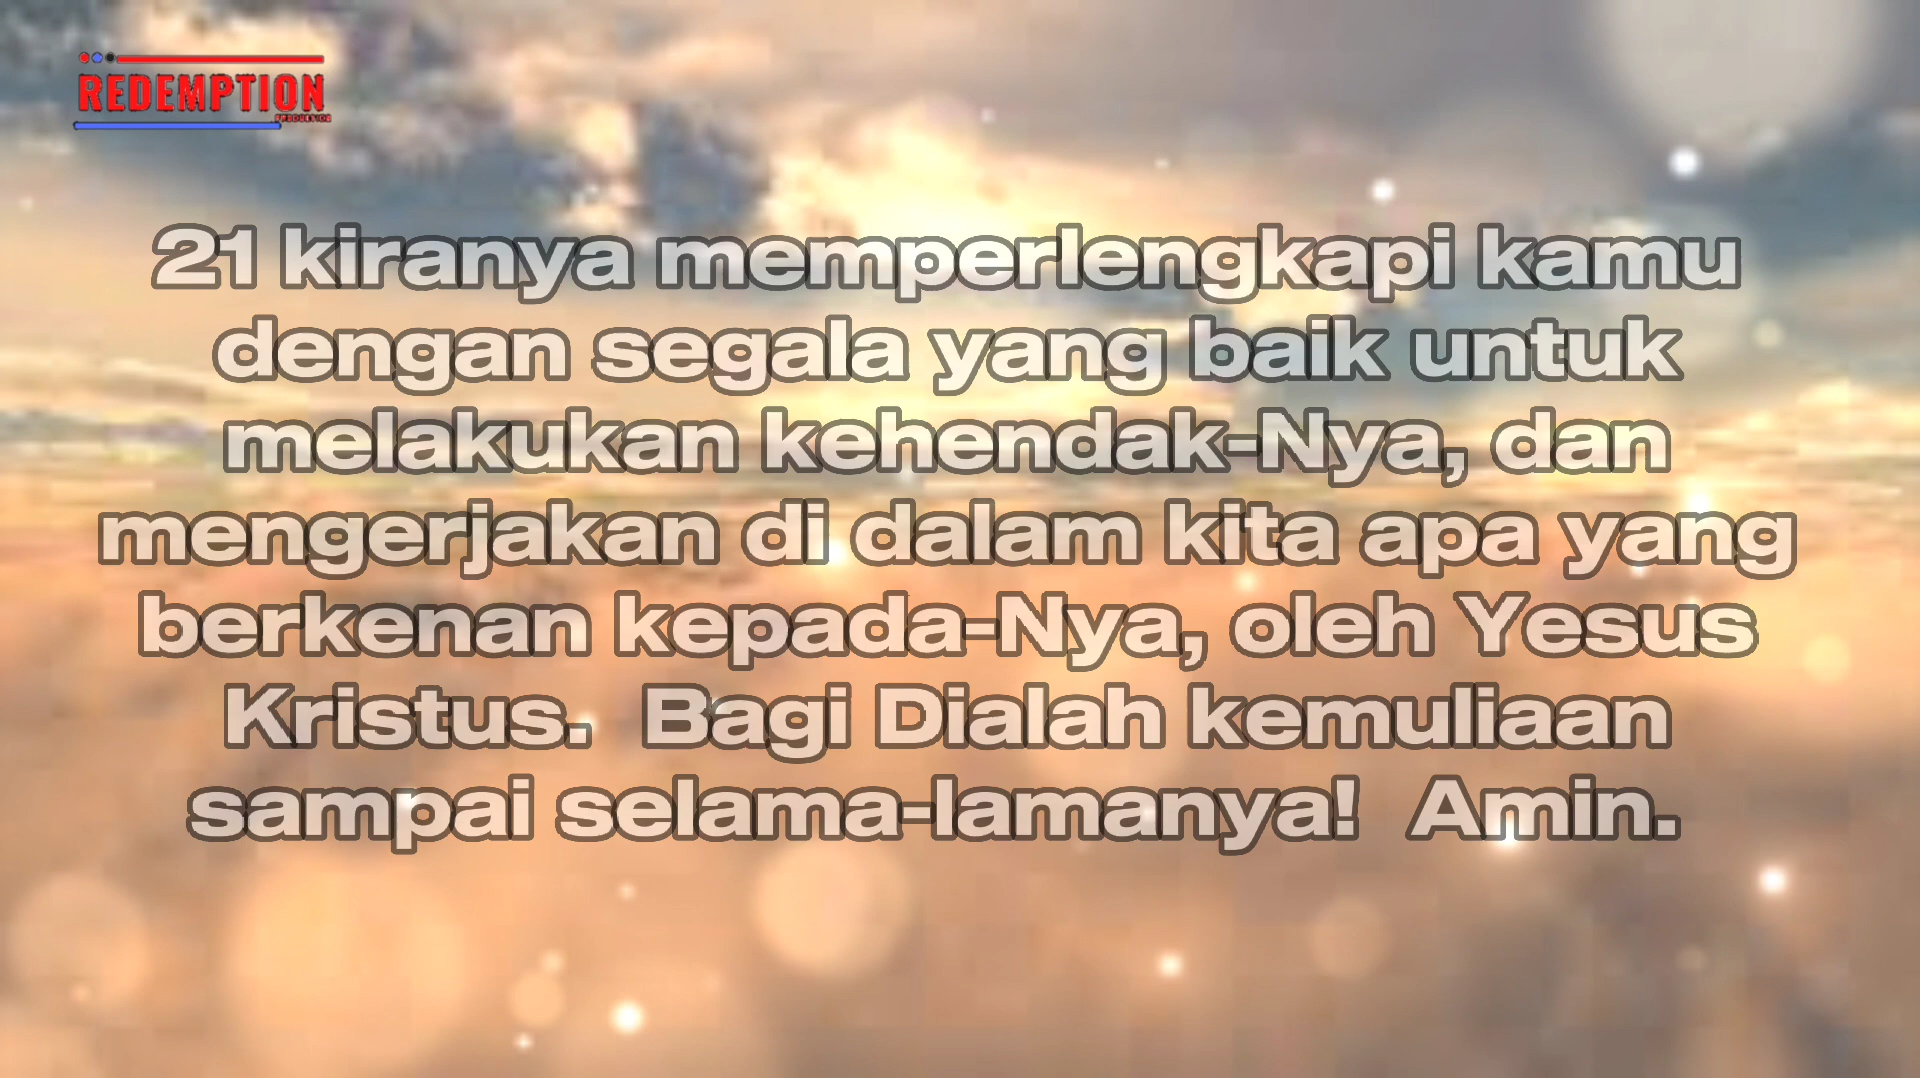 REDEMPTION
PRODUCTION
21 kiranya memperlengkapi kamu
dengan segala yang baik untuk
melakukan kehendak-Nya, dan
mengerjakan di dalam kita apa yang
berkenan kepada-Nya, oleh Yesus
Kristus.  Bagi Dialah kemuliaan
sampai selama-lamanya!  Amin.